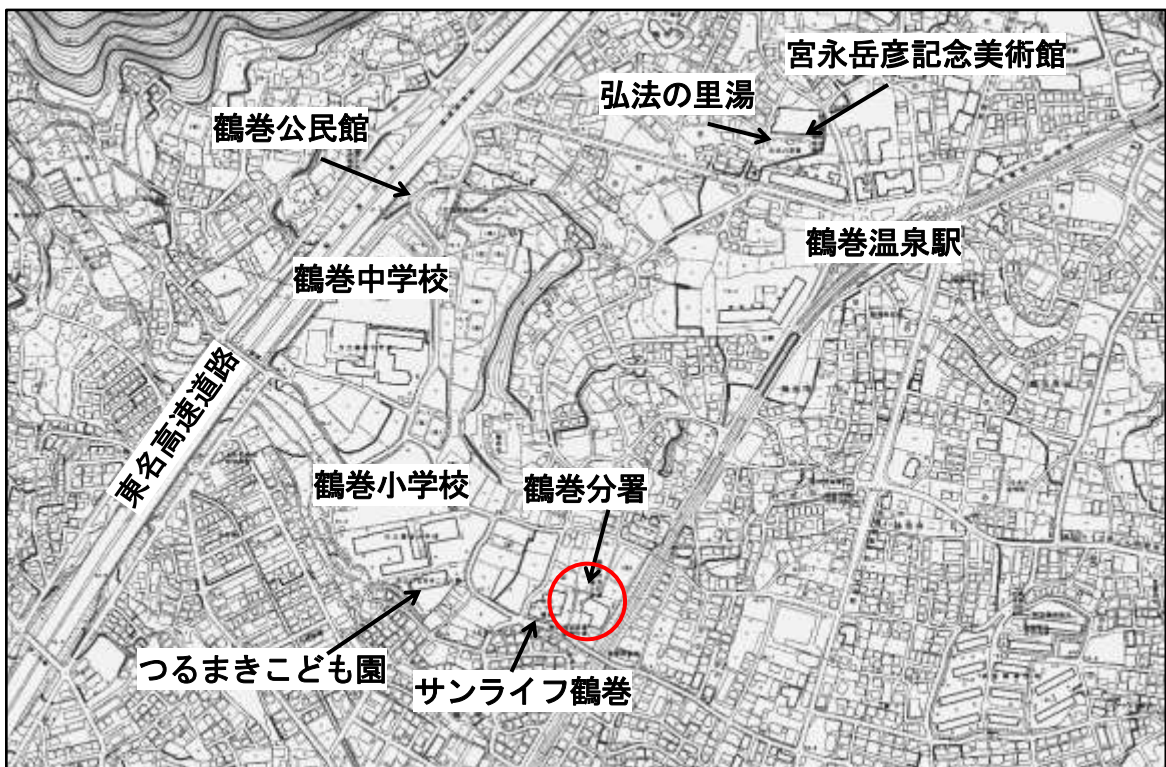 宮永岳彦記念美術館
弘法の里湯
鶴巻公民館
鶴巻温泉駅
鶴巻中学校
東名高速道路
鶴巻小学校
鶴巻分署
つるまきこども園
サンライフ鶴巻